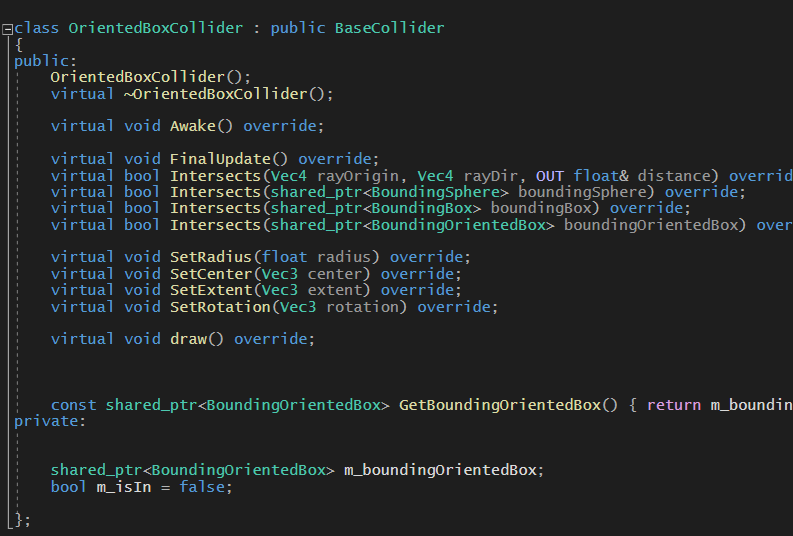 class OrientedBoxCollider : public BaseCollider
{
public:
    OrientedBoxCollider();
    virtual ~OrientedBoxCollider();

    virtual void Awake() override;

    virtual void FinalUpdate() override;
    virtual bool Intersects(Vec4 rayOrigin, Vec4 rayDir, OUT float& distance) overrid
    virtual bool Intersects(shared_ptr<BoundingSphere> boundingSphere) override;
    virtual bool Intersects(shared_ptr<BoundingBox> boundingBox) override;
    virtual bool Intersects(shared_ptr<BoundingOrientedBox> boundingOrientedBox) over

    virtual void SetRadius(float radius) override;
    virtual void SetCenter(Vec3 center) override;
    virtual void SetExtent(Vec3 extent) override;
    virtual void SetRotation(Vec3 rotation) override;

    virtual void draw() override;

    const shared_ptr<BoundingOrientedBox> GetBoundingOrientedBox() { return m_boundin
private:

    shared_ptr<BoundingOrientedBox> m_boundingOrientedBox;
    bool m_isIn = false;

};